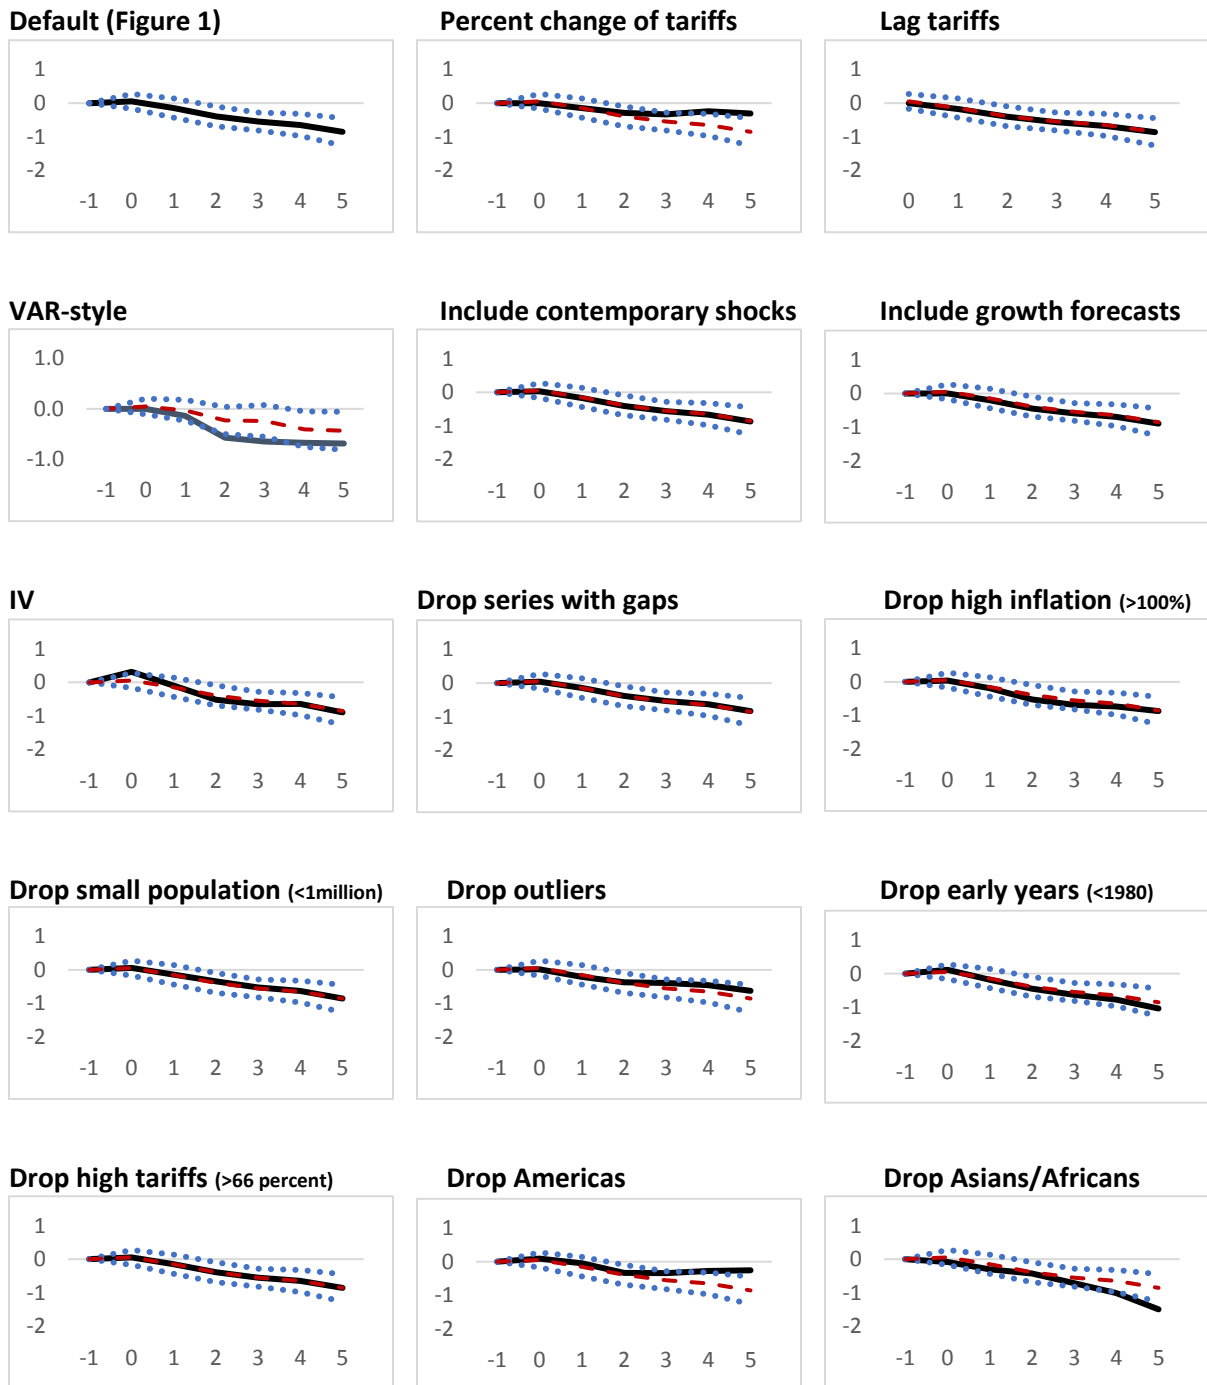 Default (Figure 1)
Percent change of tariffs
Lag tariffs
1
0
-1
-2
-1 0 1 2 3 4 5
1
0
-1
-2
-1 0 1 2 3 4 5
1
0
-1
-2
0 1 2 3 4 5
VAR-style
Include contemporary shocks
Include growth forecasts
1.0
0.0
-1.0
-1 0 1 2 3 4 5
1
0
-1
-2
-1 0 1 2 3 4 5
1
0
-1
-2
-1 0 1 2 3 4 5
IV
Drop series with gaps
Drop high inflation (>100%)
1
0
-1
-2
-1 0 1 2 3 4 5
1
0
-1
-2
-1 0 1 2 3 4 5
1
0
-1
-2
-1 0 1 2 3 4 5
Drop small population (<1million)
Drop outliers
Drop early years (<1980)
1
0
-1
-2
-1 0 1 2 3 4 5
1
0
-1
-2
-1 0 1 2 3 4 5
1
0
-1
-2
-1 0 1 2 3 4 5
Drop high tariffs (>66 percent)
Drop Americas
Drop Asians/Africans
1
0
-1
-2
-1 0 1 2 3 4 5
1
0
-1
-2
-1 0 1 2 3 4 5
1
0
-1
-2
-1 0 1 2 3 4 5